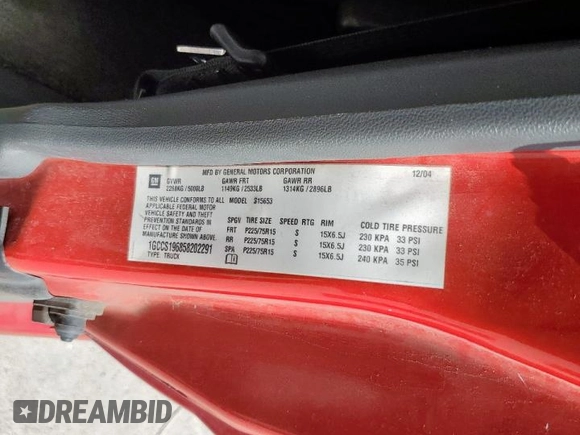 MFD BY GENERAL MOTORS CORPORATION 12/04
GM GVWR GAWR FRT GAWR RR
2268KG / 5000LB 1149KG / 2533LB 1314KG / 2896LB
THIS VEHICLE CONFORMS TO ALL MODEL S15653
APPLICABLE FEDERAL MOTOR
VEHICLE SAFETY AND THEFT
PREVENTION STANDARDS IN
EFFECT ON THE DATE OF
MANUFACTURE SHOWN ABOVE.
1GCCS196858202291
TYPE: TRUCK
SPGV TIRE SIZE SPEED RTG RIM COLD TIRE PRESSURE
FRT P225/75R15 S 15X6.5J 230 KPA 33 PSI
RR P225/75R15 S 15X6.5J 230 KPA 33 PSI
SPA P225/75R15 S 15X6.5J 240 KPA 35 PSI
DREAMBID